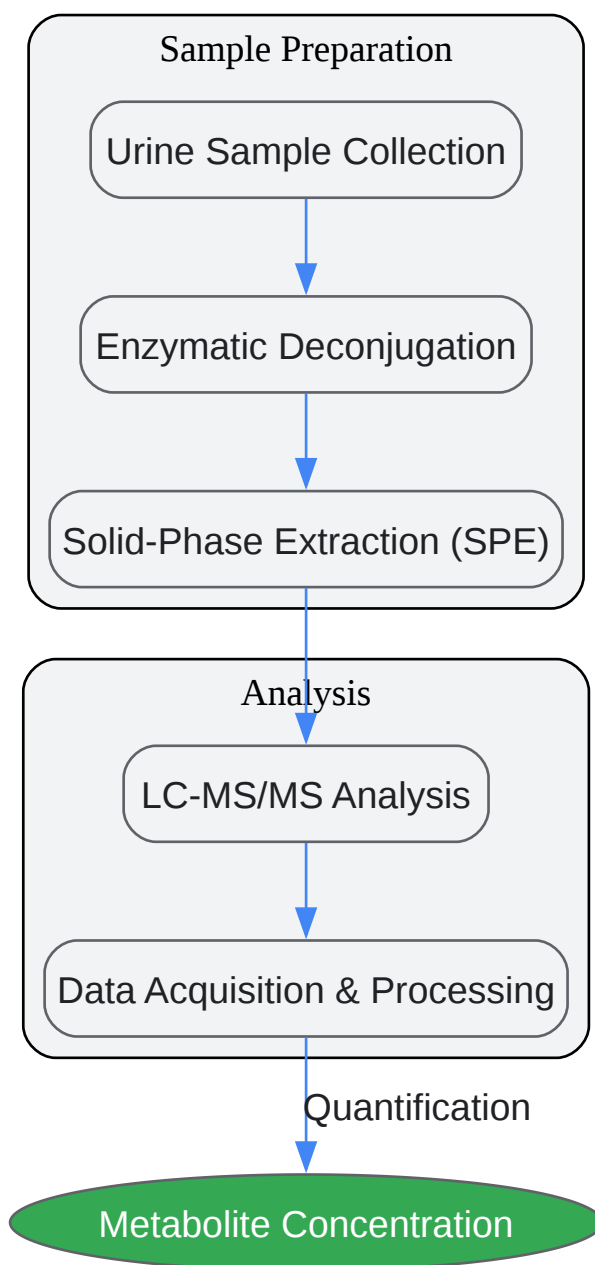 Sample Preparation
Urine Sample Collection
Enzymatic Deconjugation
Solid-Phase Extraction (SPE)
Analysis
LC-MS/MS Analysis
Data Acquisition & Processing
Quantification
Metabolite Concentration